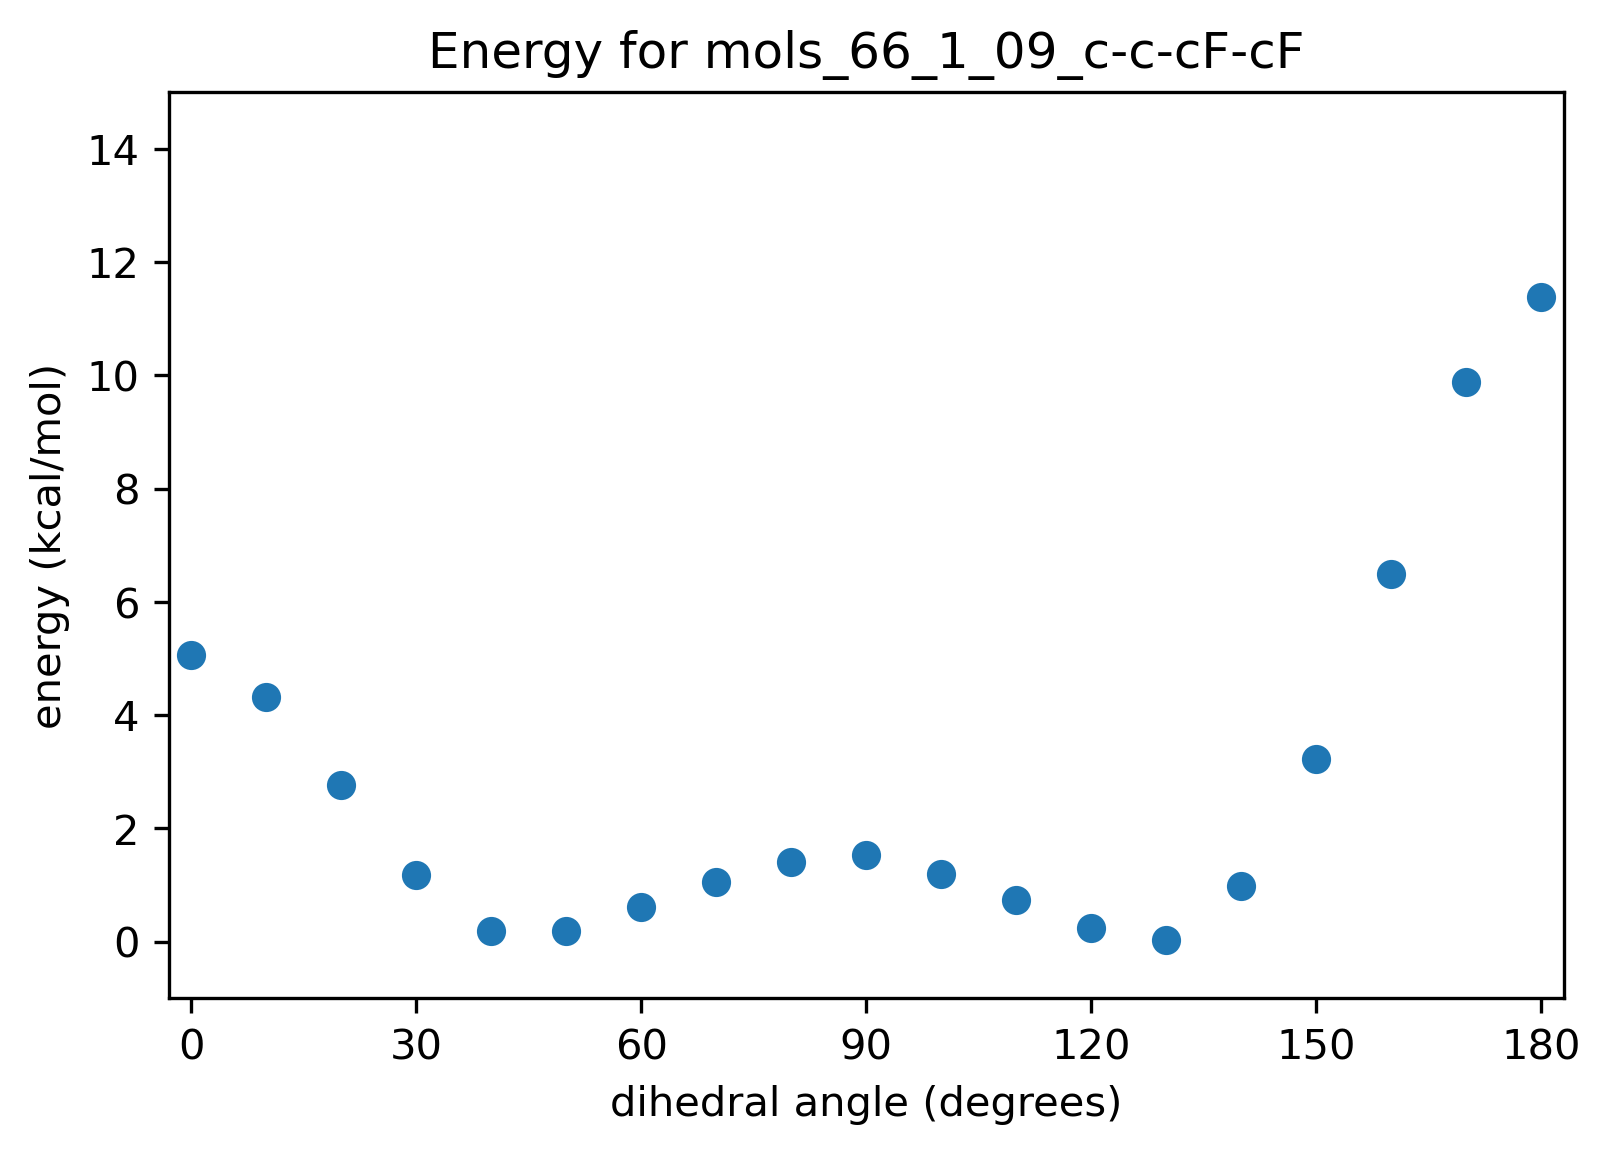 Energy for mols_66_1_09_c-c-cF-cF
energy (kcal/mol)
14
12
10
8
6
4
2
0
0 30 60 90 120 150 180
dihedral angle (degrees)